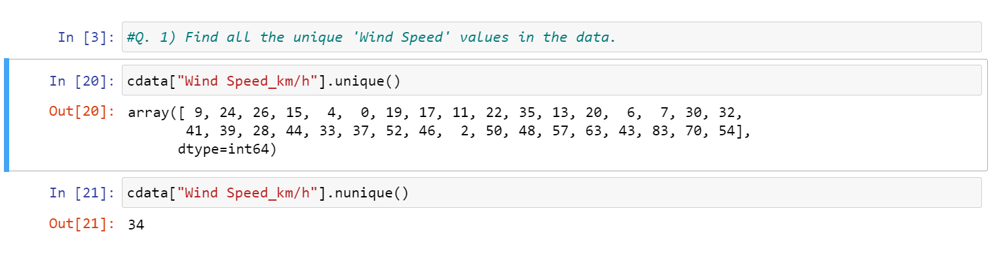 In [3]: #Q. 1) Find all the unique 'Wind Speed' values in the data.
In [20]: cdata["Wind Speed_km/h"].unique()
Out[20]: array([ 9, 24, 26, 15,  4,  0, 19, 17, 11, 22, 35, 13, 20,  6,  7, 30, 32,
       41, 39, 28, 44, 33, 37, 52, 46,  2, 50, 48, 57, 63, 43, 83, 70, 54],
      dtype=int64)
In [21]: cdata["Wind Speed_km/h"].nunique()
Out[21]: 34